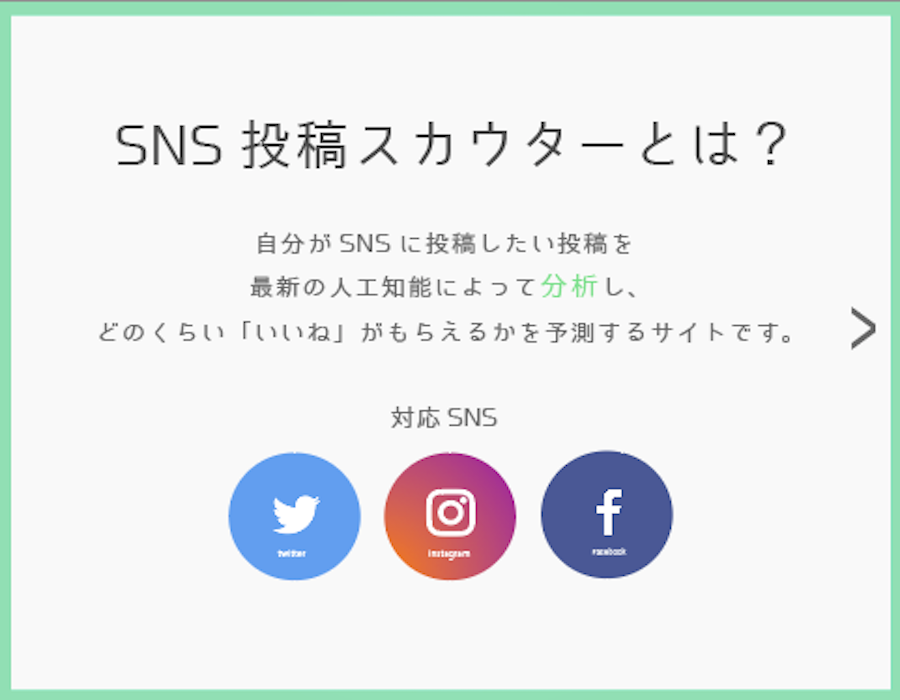 SNS 投稿スカウターとは？
自分が SNS に投稿したい投稿を
最新の人工知能によって分析し、
どのくらい「いいね」がもらえるかを予測するサイトです。
>
対応 SNS
twitter
Instagram
Facebook